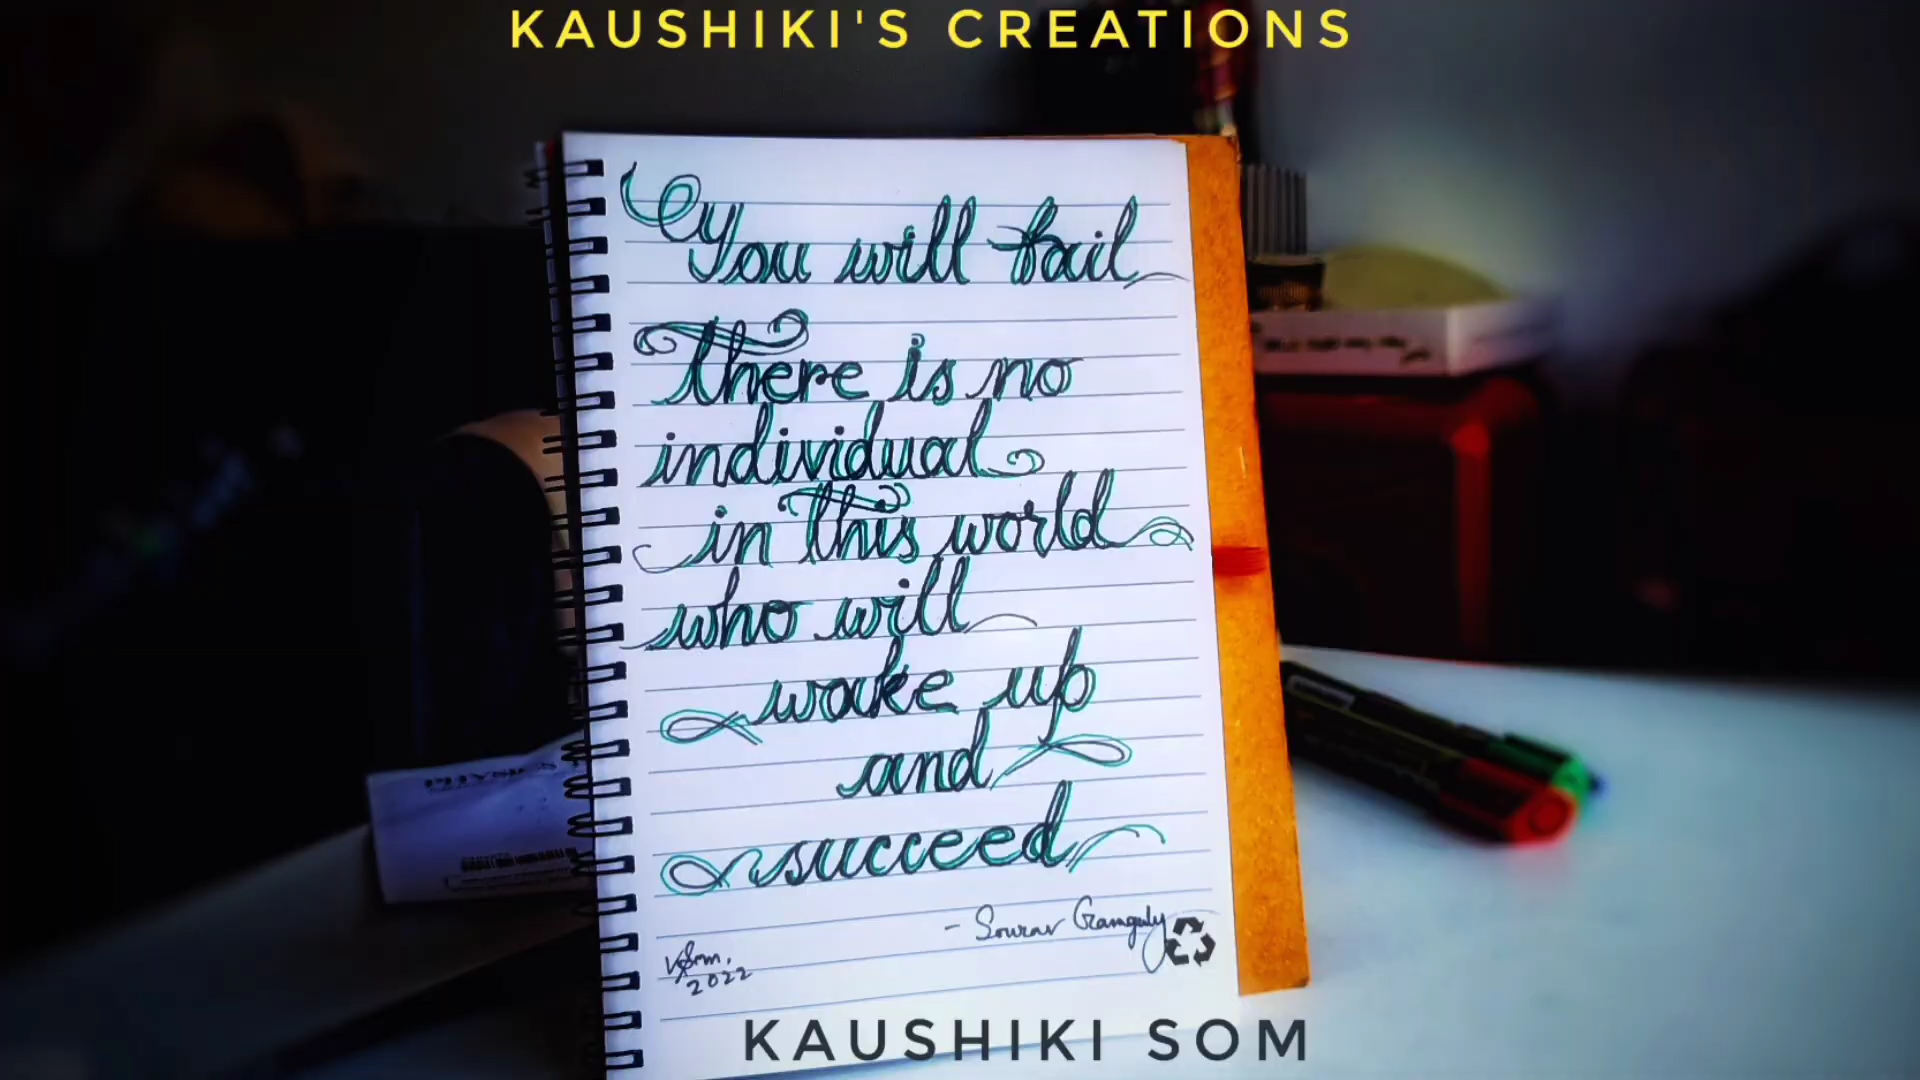 KAUSHIKI'S CREATIONS
You will fail
There is no
individual
in this world
who will
wake up
and
succeed
- Sourav Ganguly
KSom.
2022
KAUSHIKI SOM